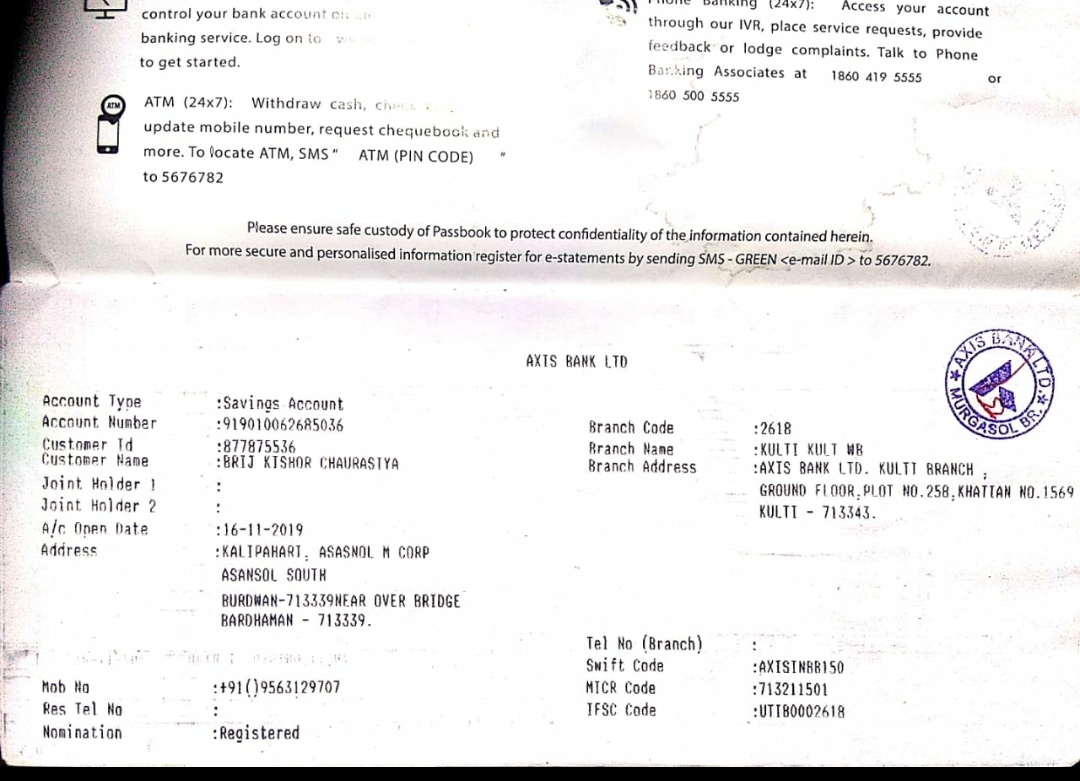 control your bank account
banking service. Log on to
to get started.
ATM
ATM (24x7): Withdraw cash,
update mobile number, request chequebook and
more. To locate ATM, SMS " ATM (PIN CODE) "
to 5676782
Banking (24x7): Access your account
through our IVR, place service requests, provide
feedback or lodge complaints. Talk to Phone
Banking Associates at 1860 419 5555 or
1860 500 5555
Please ensure safe custody of Passbook to protect confidentiality of the information contained herein.
For more secure and personalised information register for e-statements by sending SMS - GREEN <e-mail ID > to 5676782.
AXIS BANK LTD
AXIS BANK LTD.
MURGASOL BR.
Account Type :Savings Account
Account Number :919010062685036
Customer Id :877875536
Customer Name :BRIJ KISHOR CHAURASIYA
Joint Holder 1 :
Joint Holder 2 :
A/c Open Date :16-11-2019
Address :KALIPAHARI, ASASNOL M CORP
ASANSOL SOUTH
BURDWAN-713339NEAR OVER BRIDGE
BARDHAMAN - 713339.
Mob No :+91()9563129707
Res Tel No :
Nomination :Registered
Branch Code :2618
Branch Name :KULTI KULT WB
Branch Address :AXIS BANK LTD. KULTI BRANCH ,
GROUND FLOOR,PLOT NO.258,KHATIAN NO.1569
KULTI - 713343.
Tel No (Branch) :
Swift Code :AXISINBB150
MICR Code :713211501
IFSC Code :UTIB0002618